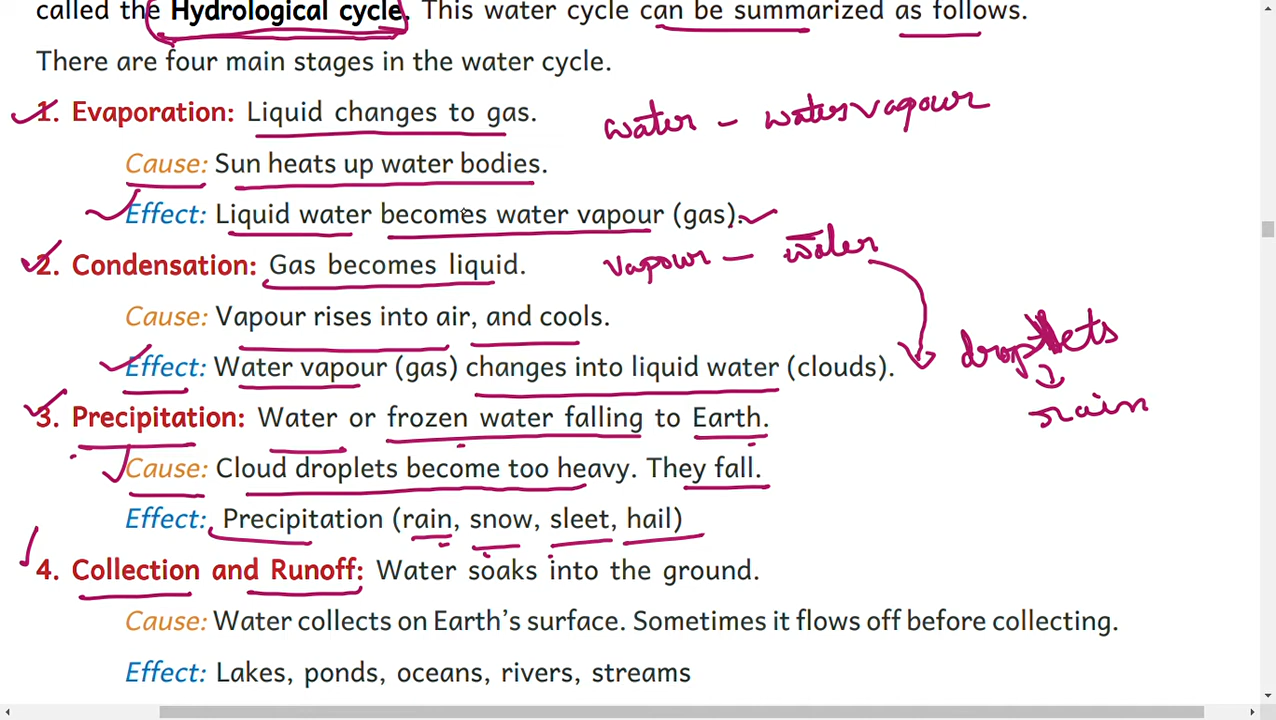 called the Hydrological cycle. This water cycle can be summarized as follows.
There are four main stages in the water cycle.
1. Evaporation: Liquid changes to gas.
water - watervapour
Cause: Sun heats up water bodies.
Effect: Liquid water becomes water vapour (gas).
2. Condensation: Gas becomes liquid.
vapour - water
Cause: Vapour rises into air, and cools.
droplets
Effect: Water vapour (gas) changes into liquid water (clouds).
rain
3. Precipitation: Water or frozen water falling to Earth.
Cause: Cloud droplets become too heavy. They fall.
Effect: Precipitation (rain, snow, sleet, hail)
4. Collection and Runoff: Water soaks into the ground.
Cause: Water collects on Earth's surface. Sometimes it flows off before collecting.
Effect: Lakes, ponds, oceans, rivers, streams